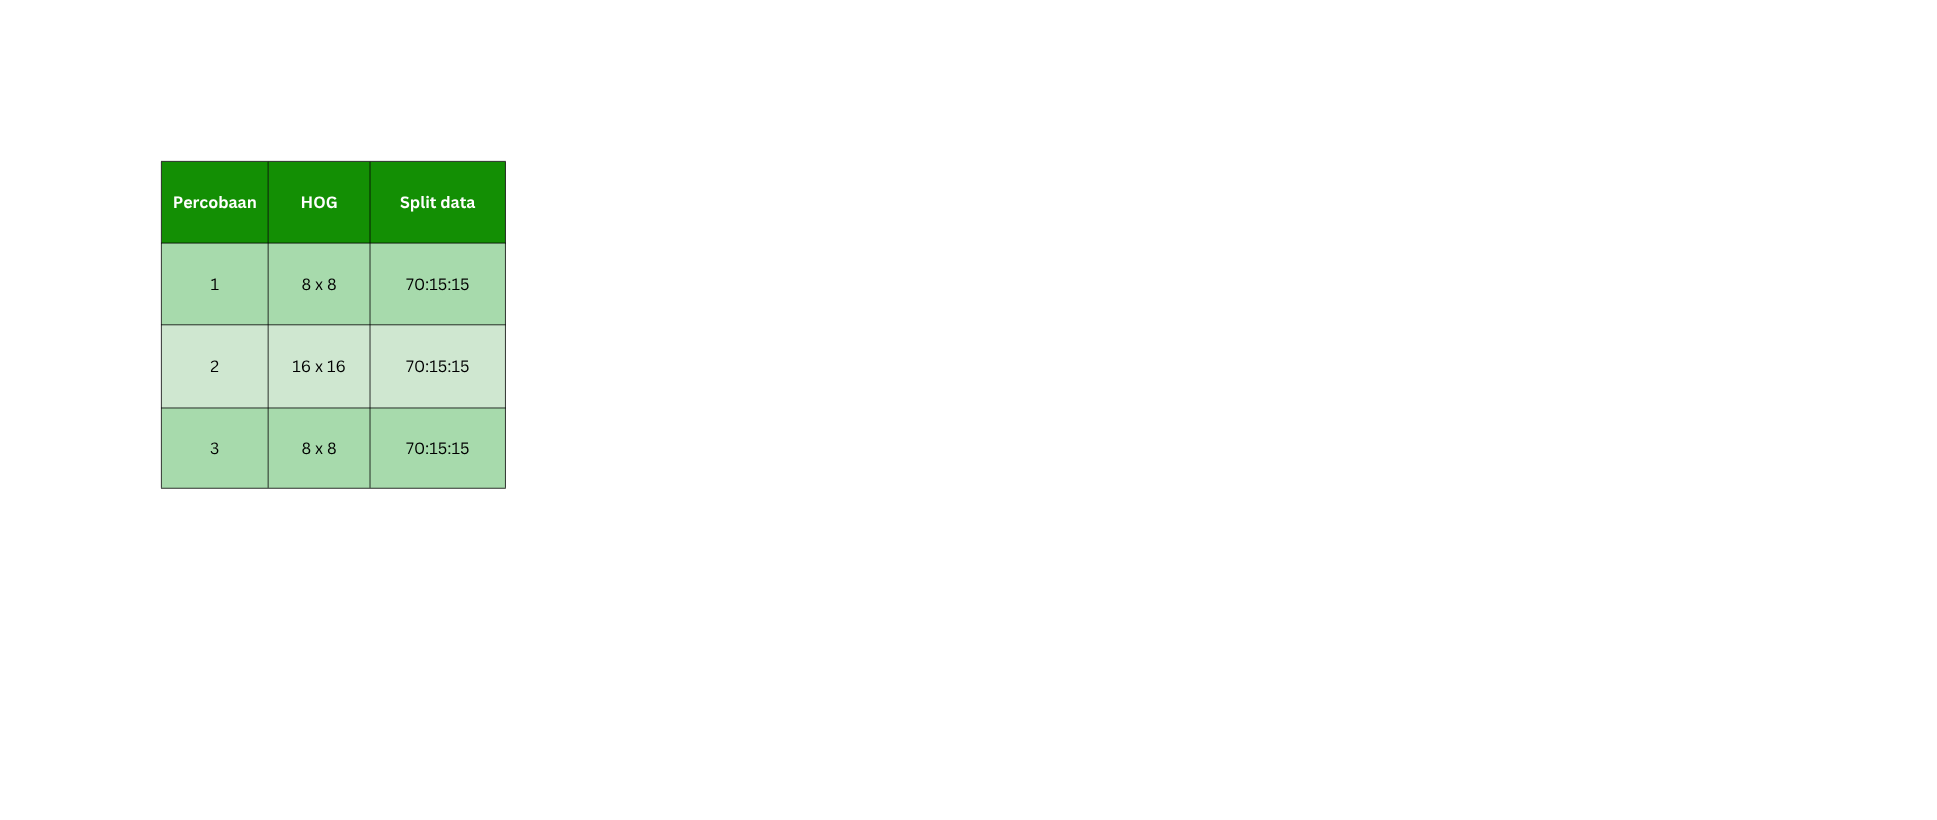 Percobaan HOG Split data
1 8 x 8 70:15:15
2 16 x 16 70:15:15
3 8 x 8 70:15:15